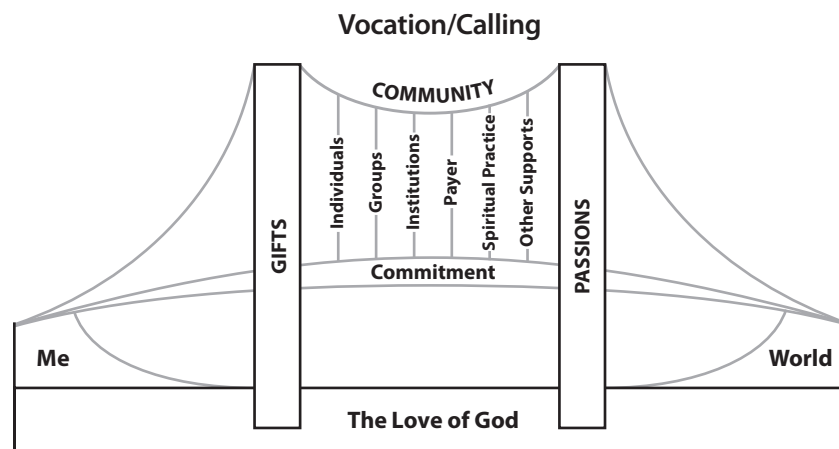 Vocation/Calling
COMMUNITY
GIFTS
Individuals
Groups
Institutions
Payer
Spiritual Practice
Other Supports
PASSIONS
Commitment
Me
World
The Love of God